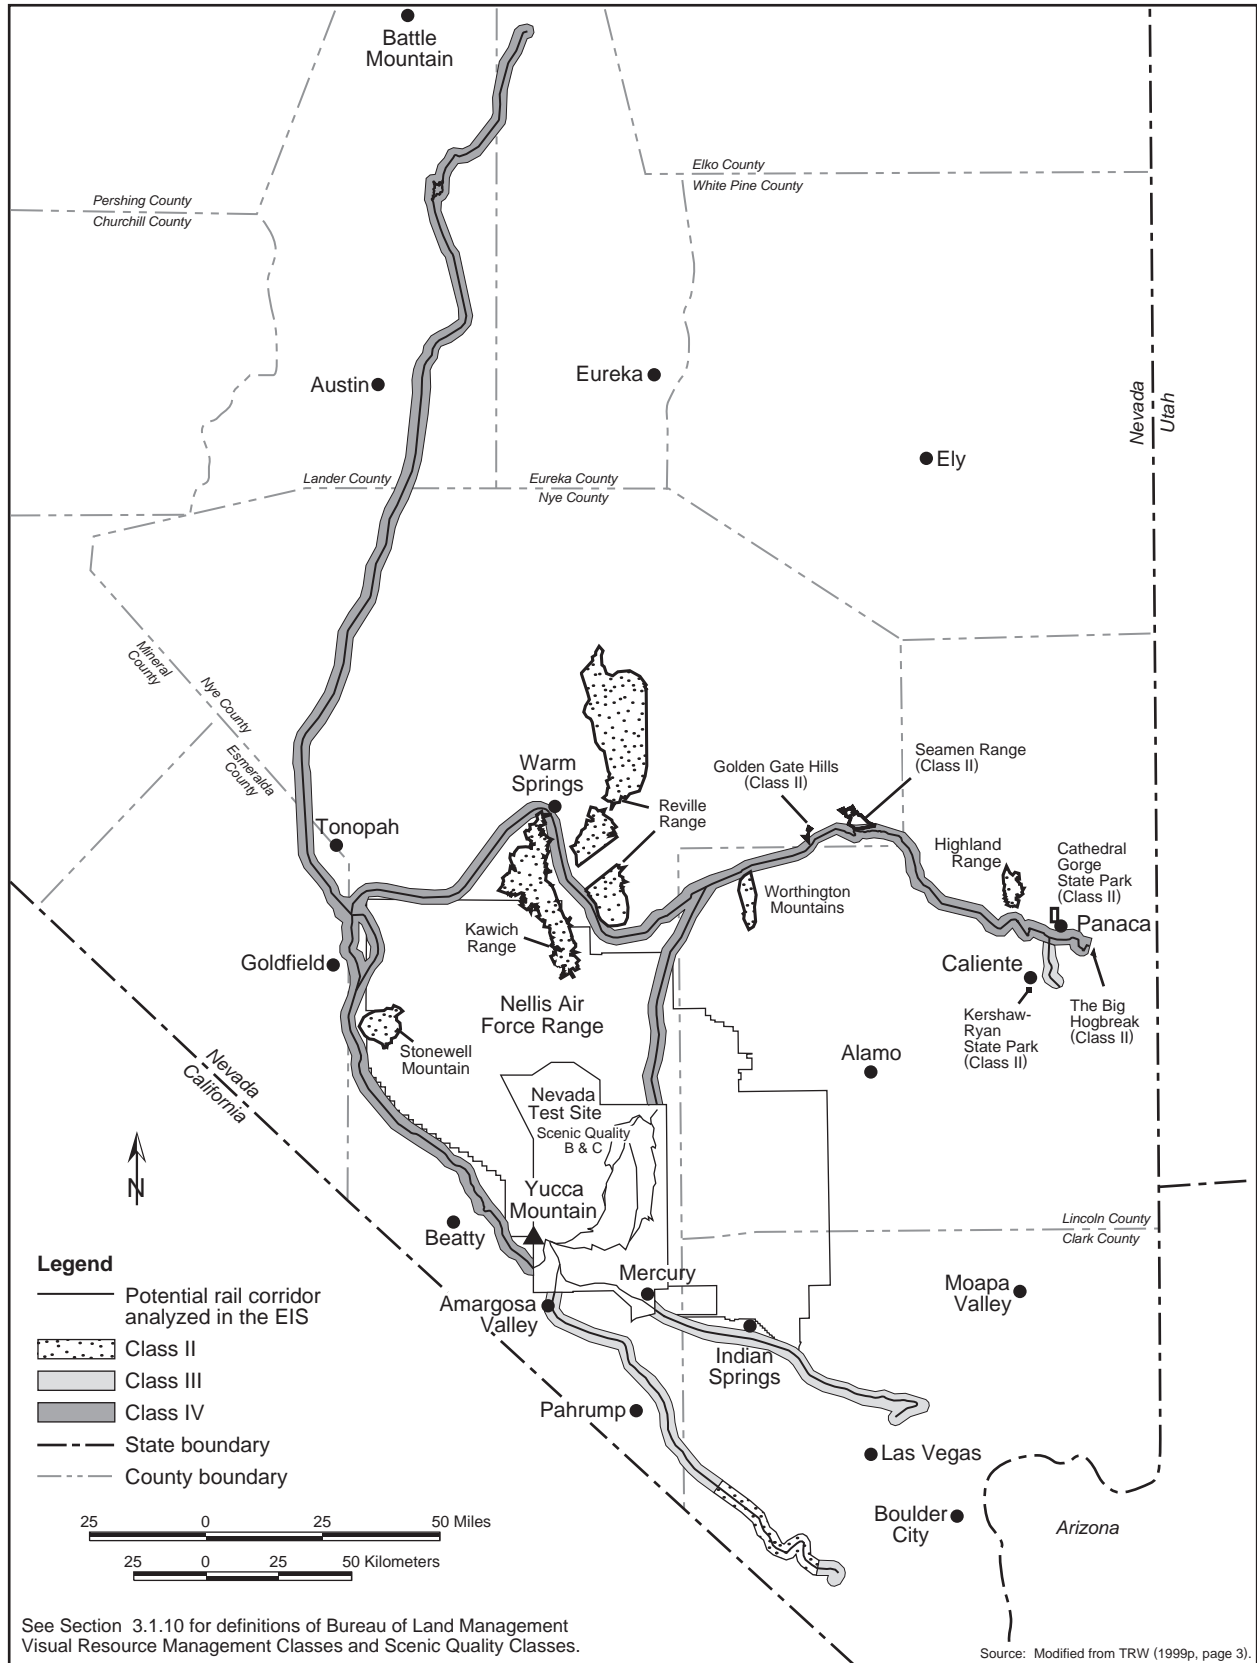 Battle
Mountain
Elko County
White Pine County
Pershing County
Churchill County
Austin
Eureka
Nevada
Utah
Ely
Lander County
Eureka County
Nye County
Mineral
County
Nye County
Esmeralda
County
Warm
Springs
Golden Gate Hills
(Class II)
Seamen Range
(Class II)
Reville
Range
Tonopah
Highland
Range
Cathedral
Gorge
State Park
(Class II)
Worthington
Mountains
Panaca
Kawich
Range
Goldfield
Caliente
Nellis Air
Force Range
Kershaw-
Ryan
State Park
(Class II)
The Big
Hogbreak
(Class II)
Stonewell
Mountain
Alamo
Nevada
California
Nevada
Test Site
Scenic Quality
B & C
N
Yucca
Mountain
Beatty
Lincoln County
Clark County
Legend
Mercury
Moapa
Valley
Potential rail corridor
analyzed in the EIS
Amargosa
Valley
Class II
Indian
Springs
Class III
Class IV
Pahrump
State boundary
Las Vegas
County boundary
Boulder
City
Arizona
25 0 25 50 Miles
25 0 25 50 Kilometers
See Section 3.1.10 for definitions of Bureau of Land Management
Visual Resource Management Classes and Scenic Quality Classes.
Source: Modified from TRW (1999p, page 3).